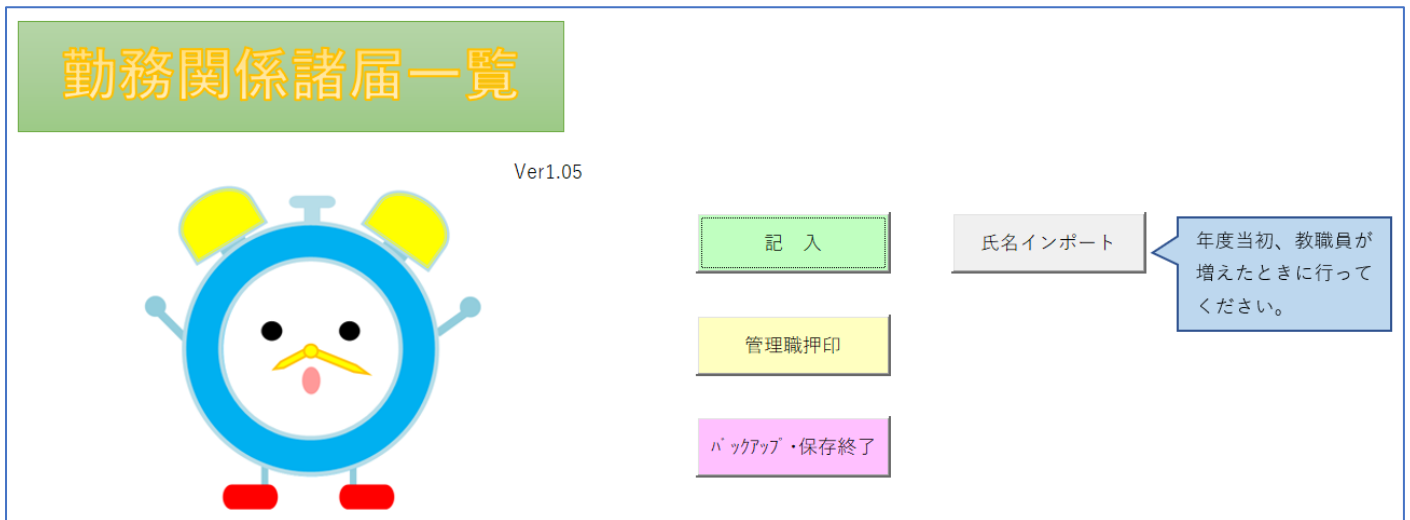 勤務関係諸届一覧
Ver1.05
記　入
氏名インポート
年度当初、教職員が
増えたときに行って
ください。
管理職押印
ﾊﾞｯｸｱｯﾌﾟ・保存終了